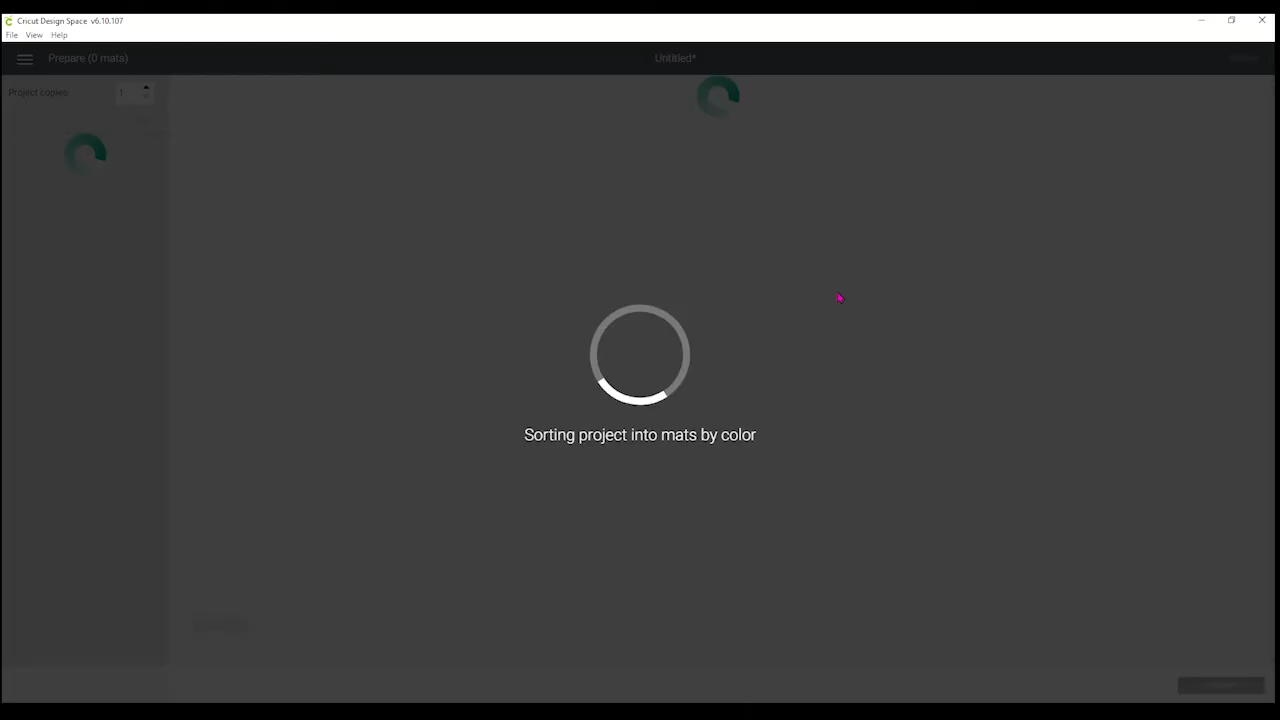 Cricut Design Space v6.10.107
File View Help
Prepare (0 mats)
Untitled*
Project copies
1
Sorting project into mats by color